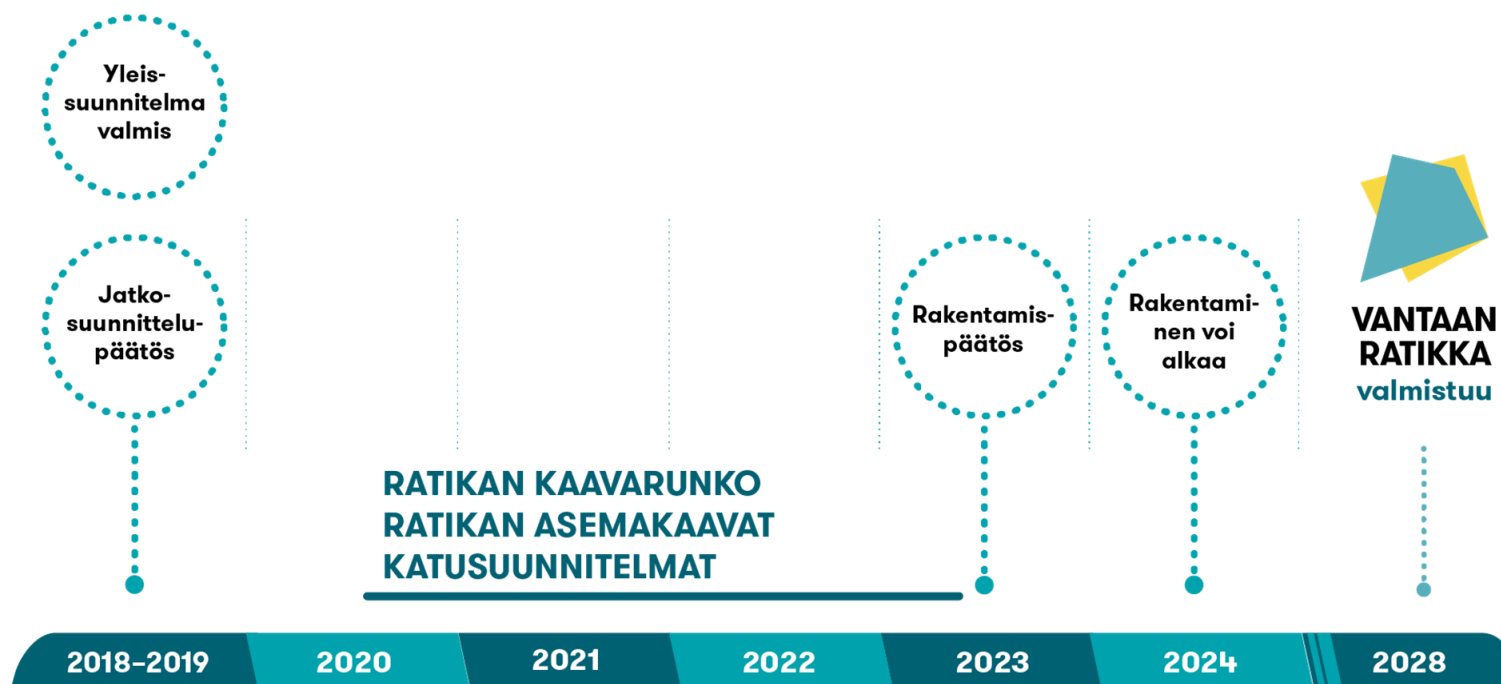 Yleis-
suunnitelma
valmis
Jatko-
suunnittelu-
päätös
RATIKAN KAAVARUNKO
RATIKAN ASEMAKAAVAT
KATUSUUNNITELMAT
Rakentamis-
päätös
Rakentami-
nen voi
alkaa
VANTAAN
RATIKKA
valmistuu
2018–2019
2020
2021
2022
2023
2024
2028